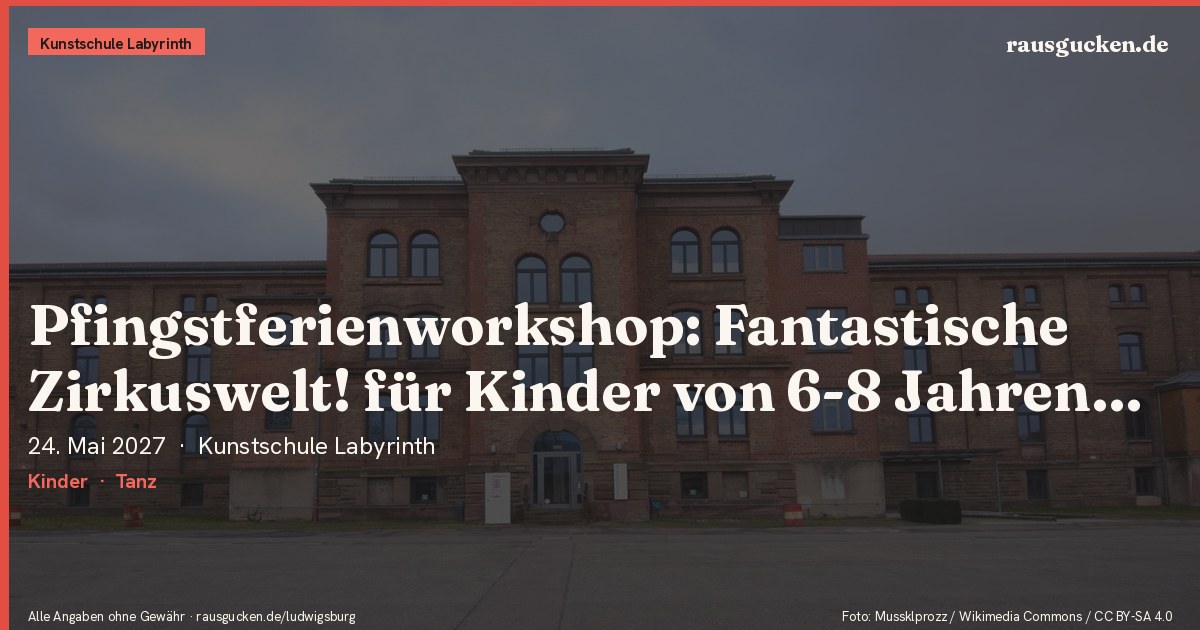 Kunstschule Labyrinth
rausgucken.de
Pfingstferienworkshop: Fantastische
Zirkuswelt! für Kinder von 6-8 Jahren...
24. Mai 2027 · Kunstschule Labyrinth
Kinder · Tanz
Alle Angaben ohne Gewähr · rausgucken.de/ludwigsburg
Foto: Mussklprozz / Wikimedia Commons / CC BY-SA 4.0